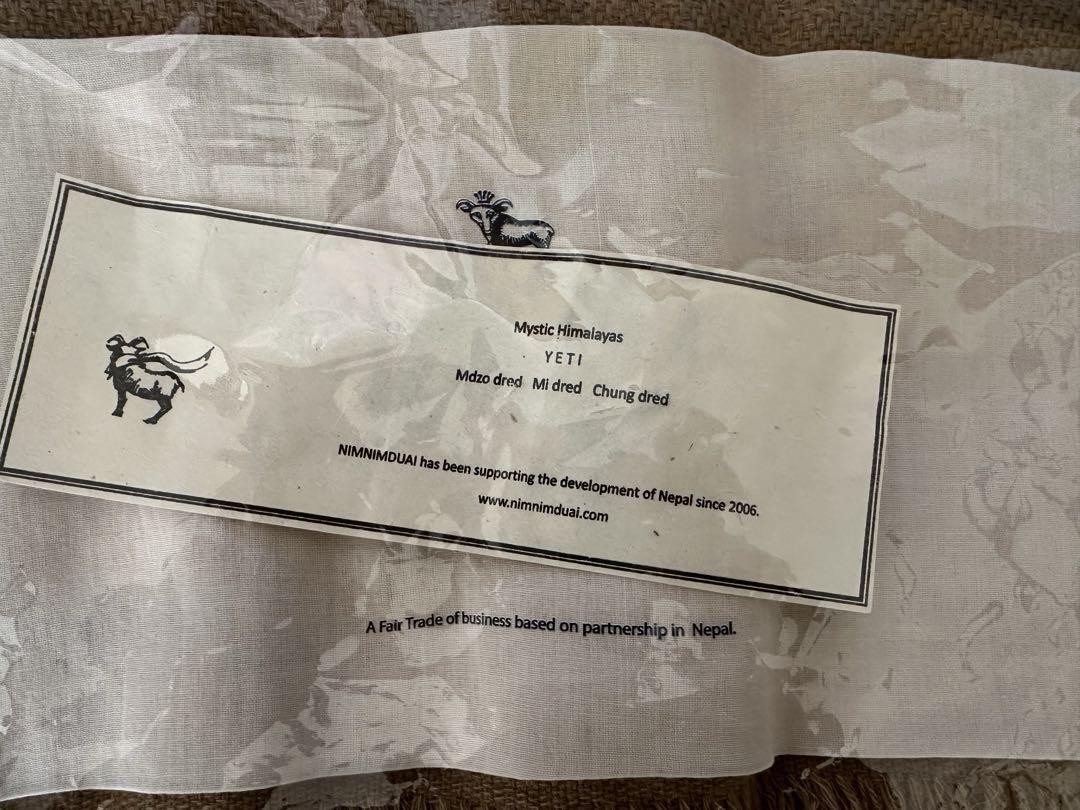 Mystic Himalayas
YETI
Mdzo dred Mi dred Chung dred
NIMNIMDUAI has been supporting the development of Nepal since 2006.
www.nimnimduai.com
A Fair Trade of business based on partnership in Nepal.